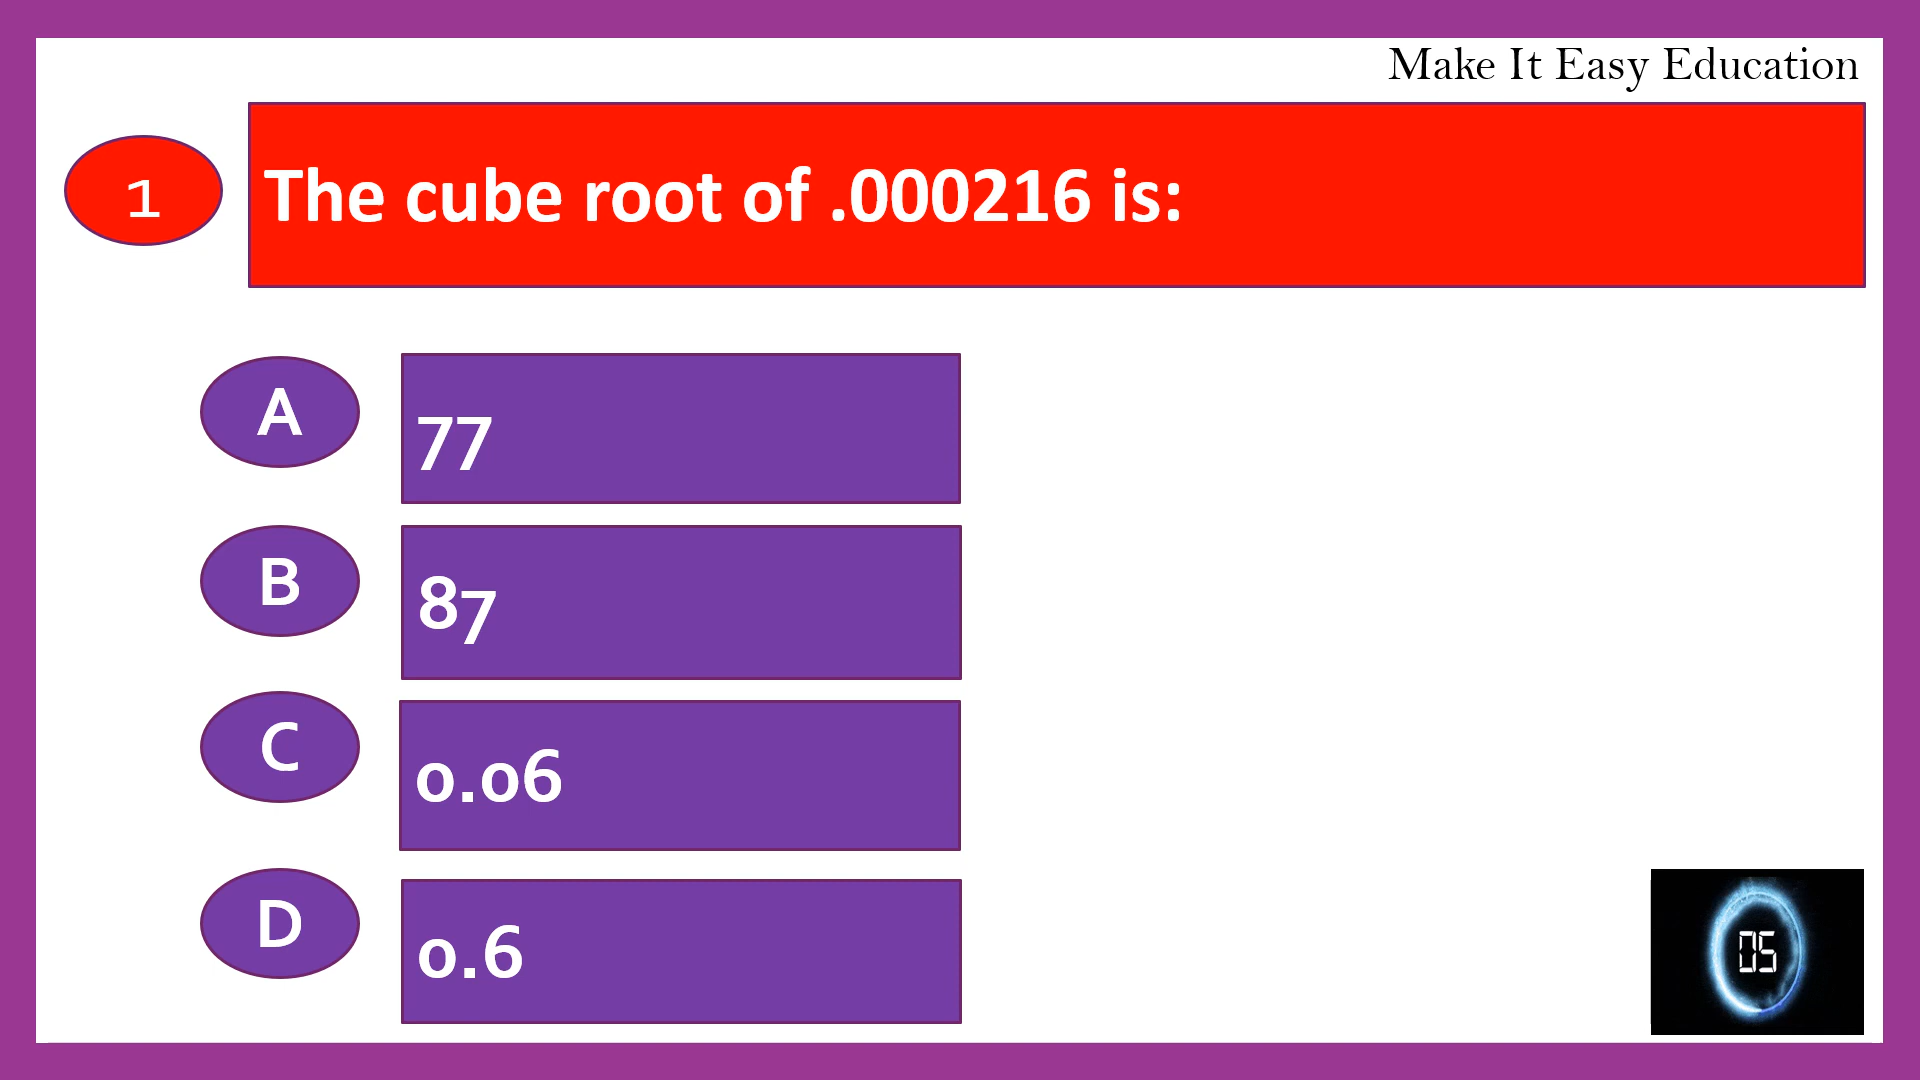 Make It Easy Education
1
The cube root of .000216 is:
A
77
B
87
C
0.06
D
0.6
05